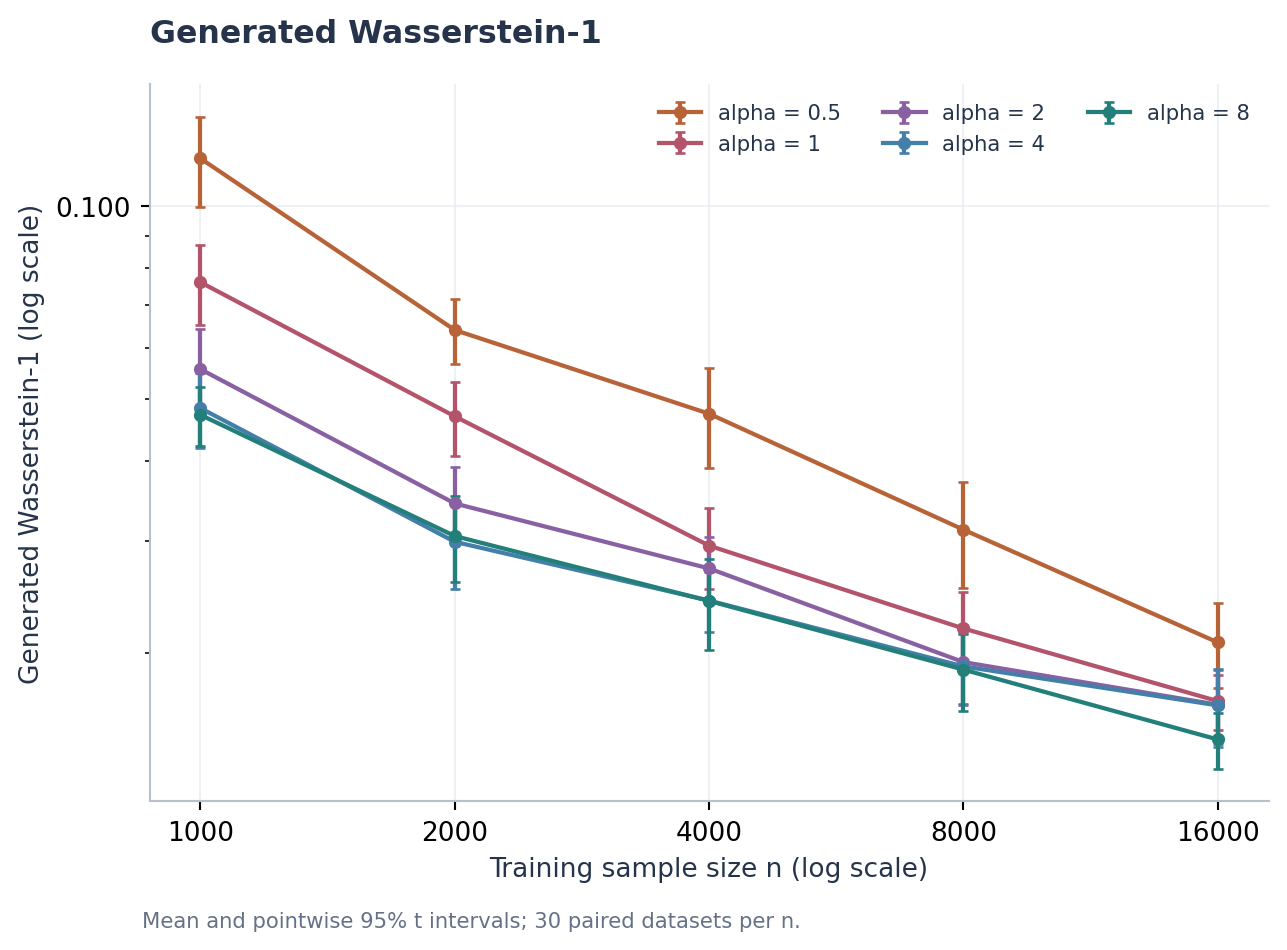 Generated Wasserstein-1
alpha = 0.5
alpha = 1
alpha = 2
alpha = 4
alpha = 8
Generated Wasserstein-1 (log scale)
0.100
1000 2000 4000 8000 16000
Training sample size n (log scale)
Mean and pointwise 95% t intervals; 30 paired datasets per n.